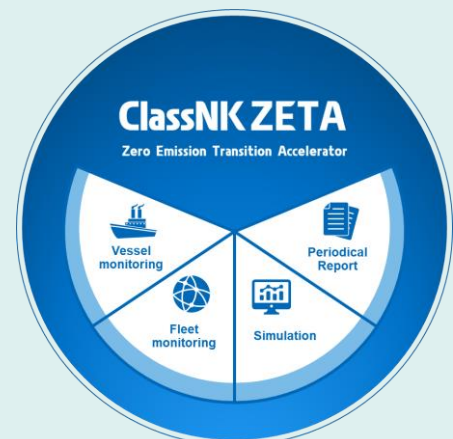 ClassNK ZETA
Zero Emission Transition Accelerator
Vessel
monitoring
Fleet
monitoring
Simulation
Periodical
Report